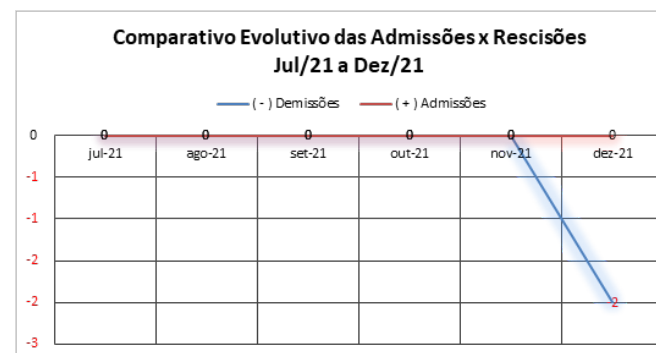 Comparativo Evolutivo das Admissões x Rescisões
Jul/21 a Dez/21
( - ) Demissões ( + ) Admissões
0 0 0 0 0 0 0
jul-21 ago-21 set-21 out-21 nov-21 dez-21
-1
-1
-2
-2 2
-3